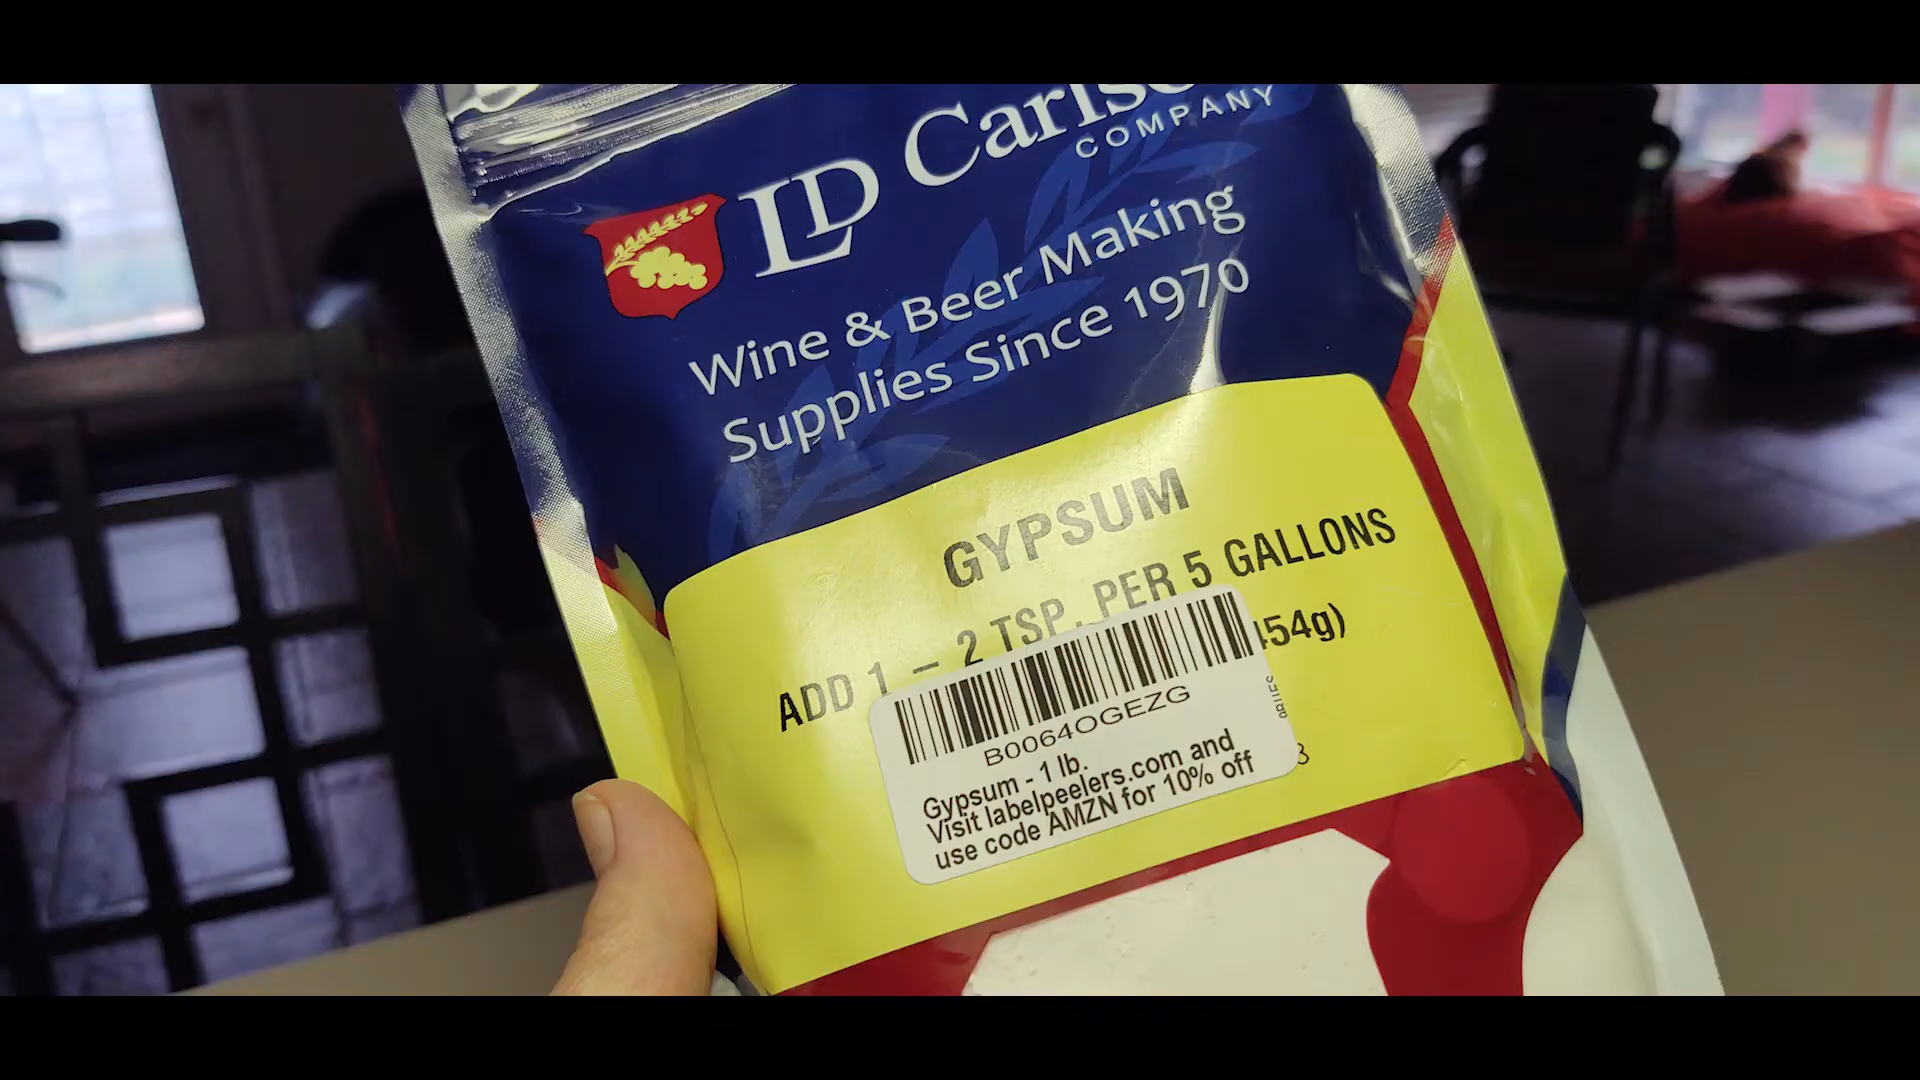 LD Carlso
COMPANY
Wine & Beer Making
Supplies Since 1970
GYPSUM
ADD 1 – 2 TSP. PER 5 GALLONS
454g)
B0064OGEZG
Gypsum - 1 lb.
Visit labelpeelers.com and
use code AMZN for 10% off